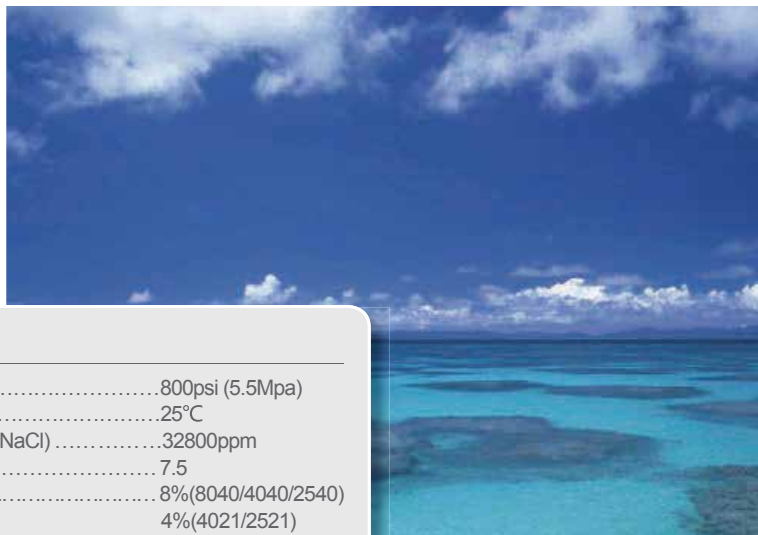 ......................800psi (5.5Mpa)
......................25℃
NaCl)...............32800ppm
......................7.5
......................8%(8040/4040/2540)
4%(4021/2521)